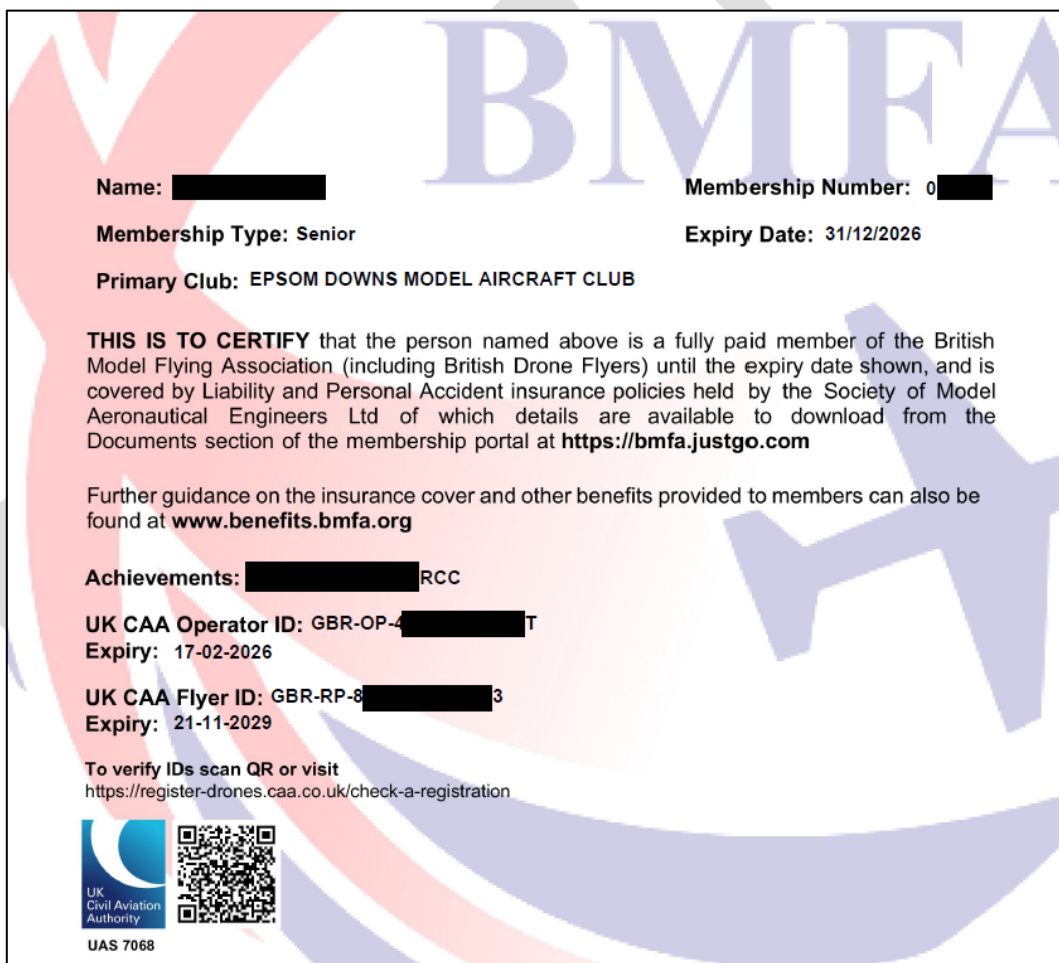 BMFA
Name:
Membership Number: 0
Membership Type: Senior
Expiry Date: 31/12/2026
Primary Club: EPSOM DOWNS MODEL AIRCRAFT CLUB
THIS IS TO CERTIFY that the person named above is a fully paid member of the British
Model Flying Association (including British Drone Flyers) until the expiry date shown, and is
covered by Liability and Personal Accident insurance policies held by the Society of Model
Aeronautical Engineers Ltd of which details are available to download from the
Documents section of the membership portal at https://bmfa.justgo.com
Further guidance on the insurance cover and other benefits provided to members can also be
found at www.benefits.bmfa.org
Achievements: RCC
UK CAA Operator ID: GBR-OP-4 T
Expiry: 17-02-2026
UK CAA Flyer ID: GBR-RP-8 3
Expiry: 21-11-2029
To verify IDs scan QR or visit
https://register-drones.caa.co.uk/check-a-registration
UK
Civil Aviation
Authority
UAS 7068